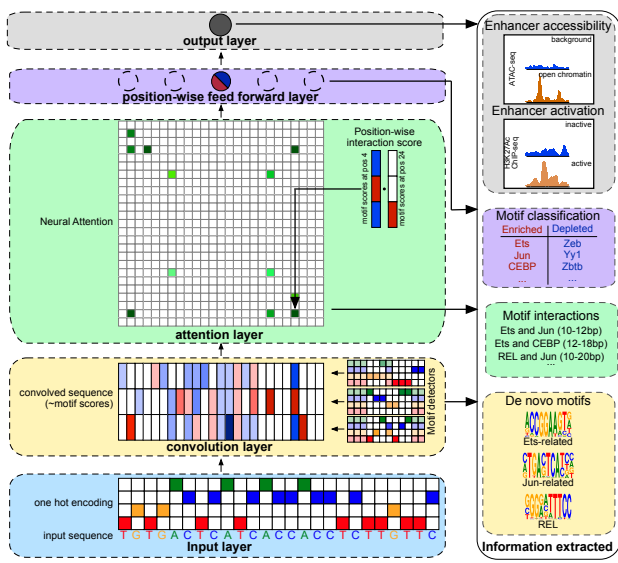 output layer
position-wise feed forward layer
Position-wise
interaction score
motif scores at pos 4
motif scores at pos 24
Neural Attention
attention layer
convolved sequence
(~motif scores)
Motif detectors
convolution layer
one hot encoding
input sequence
T G T G A C T C A T C A C C A C C T C T T G T T C
Input layer
Enhancer accessibility
background
ATAC-seq
open chromatin
Enhancer activation
inactive
H3K27Ac
ChIP-seq
active
Motif classification
Enriched Depleted
Ets Zeb
Jun Yy1
CEBP Zbtb
... ...
Motif interactions
Ets and Jun (10-12bp)
Ets and CEBP (12-18bp)
REL and Jun (10-20bp)
...
De novo motifs
Ets-related
Jun-related
REL
Information extracted